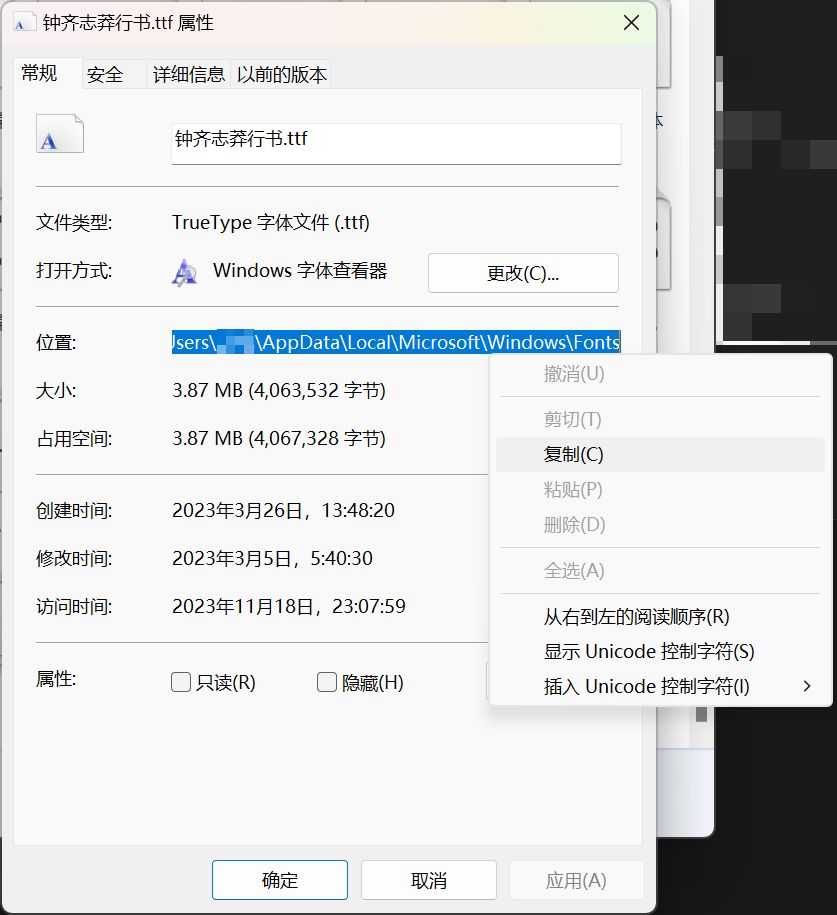 钟齐志莽行书.ttf 属性
常规 安全 详细信息 以前的版本
钟齐志莽行书.ttf
文件类型: TrueType 字体文件 (.ttf)
打开方式: Windows 字体查看器 更改(C)...
位置: Users\ \AppData\Local\Microsoft\Windows\Fonts
大小: 3.87 MB (4,063,532 字节)
占用空间: 3.87 MB (4,067,328 字节)
创建时间: 2023年3月26日，13:48:20
修改时间: 2023年3月5日，5:40:30
访问时间: 2023年11月18日，23:07:59
属性: 只读(R) 隐藏(H)
撤消(U)
剪切(T)
复制(C)
粘贴(P)
删除(D)
全选(A)
从右到左的阅读顺序(R)
显示 Unicode 控制字符(S)
插入 Unicode 控制字符(I)
确定 取消 应用(A)